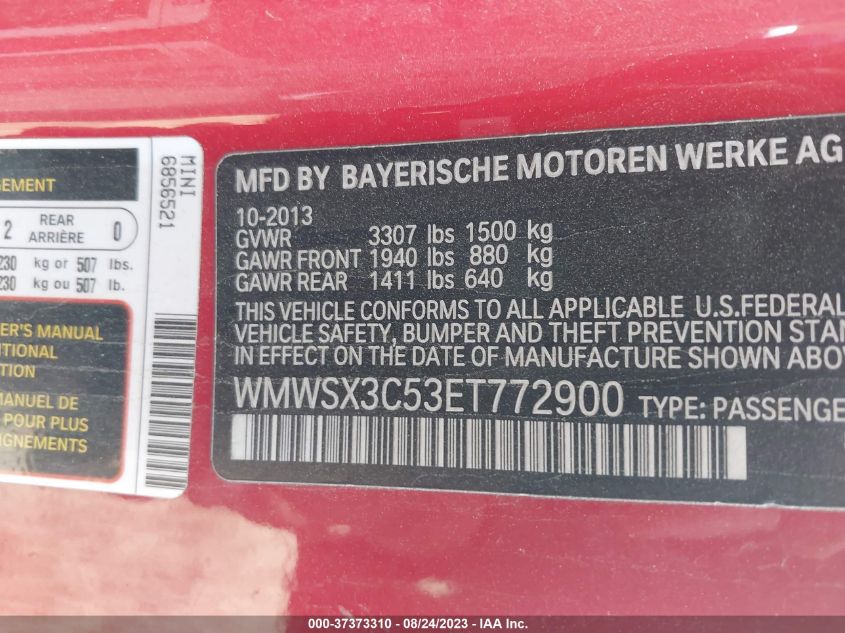 GEMENT
2 REAR ARRIÈRE 0
230 kg or 507 lbs.
230 kg ou 507 lb.
ER'S MANUAL
ITIONAL
ATION
MANUEL DE
POUR PLUS
IGNEMENTS
MINI
6856521
MFD BY BAYERISCHE MOTOREN WERKE AG
10-2013
GVWR 3307 lbs 1500 kg
GAWR FRONT 1940 lbs 880 kg
GAWR REAR 1411 lbs 640 kg
THIS VEHICLE CONFORMS TO ALL APPLICABLE U.S.FEDERAL
VEHICLE SAFETY, BUMPER AND THEFT PREVENTION STAN
IN EFFECT ON THE DATE OF MANUFACTURE SHOWN ABOV
WMWSX3C53ET772900 TYPE: PASSENGE
000-37373310 - 08/24/2023 - IAA Inc.